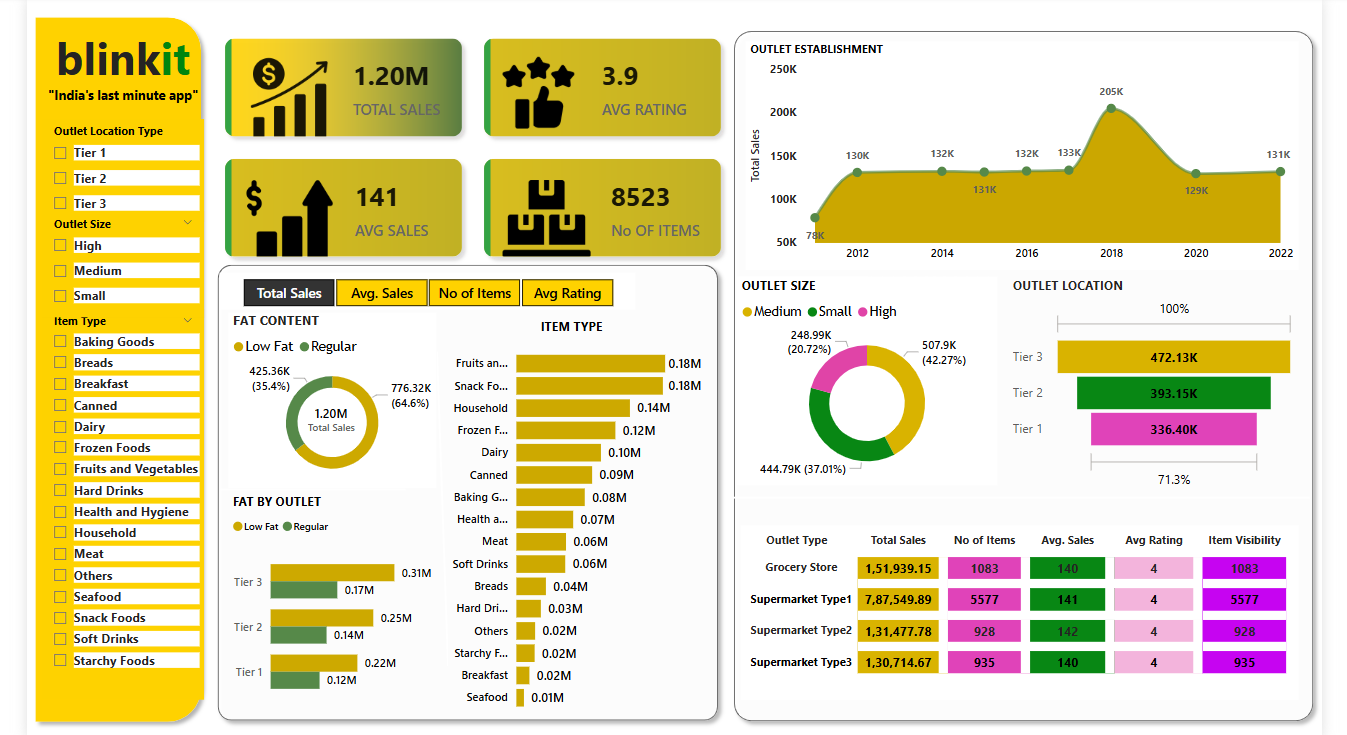 blinkit
"India's last minute app"
Outlet Location Type
Tier 1
Tier 2
Tier 3
Outlet Size
High
Medium
Small
Item Type
Baking Goods
Breads
Breakfast
Canned
Dairy
Frozen Foods
Fruits and Vegetables
Hard Drinks
Health and Hygiene
Household
Meat
Others
Seafood
Snack Foods
Soft Drinks
Starchy Foods
$
1.20M
TOTAL SALES
3.9
AVG RATING
$
141
AVG SALES
8523
No OF ITEMS
Total Sales Avg. Sales No of Items Avg Rating
FAT CONTENT
Low Fat Regular
425.36K
(35.4%)
776.32K
(64.6%)
1.20M
Total Sales
FAT BY OUTLET
Low Fat Regular
Tier 3 0.31M
0.17M
Tier 2 0.25M
0.14M
Tier 1 0.22M
0.12M
ITEM TYPE
Fruits an... 0.18M
Snack Fo... 0.18M
Household 0.14M
Frozen F... 0.12M
Dairy 0.10M
Canned 0.09M
Baking G... 0.08M
Health a... 0.07M
Meat 0.06M
Soft Drinks 0.06M
Breads 0.04M
Hard Dri... 0.03M
Others 0.02M
Starchy F... 0.02M
Breakfast 0.02M
Seafood 0.01M
OUTLET ESTABLISHMENT
Total Sales
250K
200K
150K
100K
50K
78K
130K
132K
131K
132K
133K
205K
129K
131K
2012 2014 2016 2018 2020 2022
OUTLET SIZE
Medium Small High
248.99K
(20.72%)
507.9K
(42.27%)
444.79K (37.01%)
OUTLET LOCATION
100%
Tier 3 472.13K
Tier 2 393.15K
Tier 1 336.40K
71.3%
Outlet Type Total Sales No of Items Avg. Sales Avg Rating Item Visibility
Grocery Store 1,51,939.15 1083 140 4 1083
Supermarket Type1 7,87,549.89 5577 141 4 5577
Supermarket Type2 1,31,477.78 928 142 4 928
Supermarket Type3 1,30,714.67 935 140 4 935